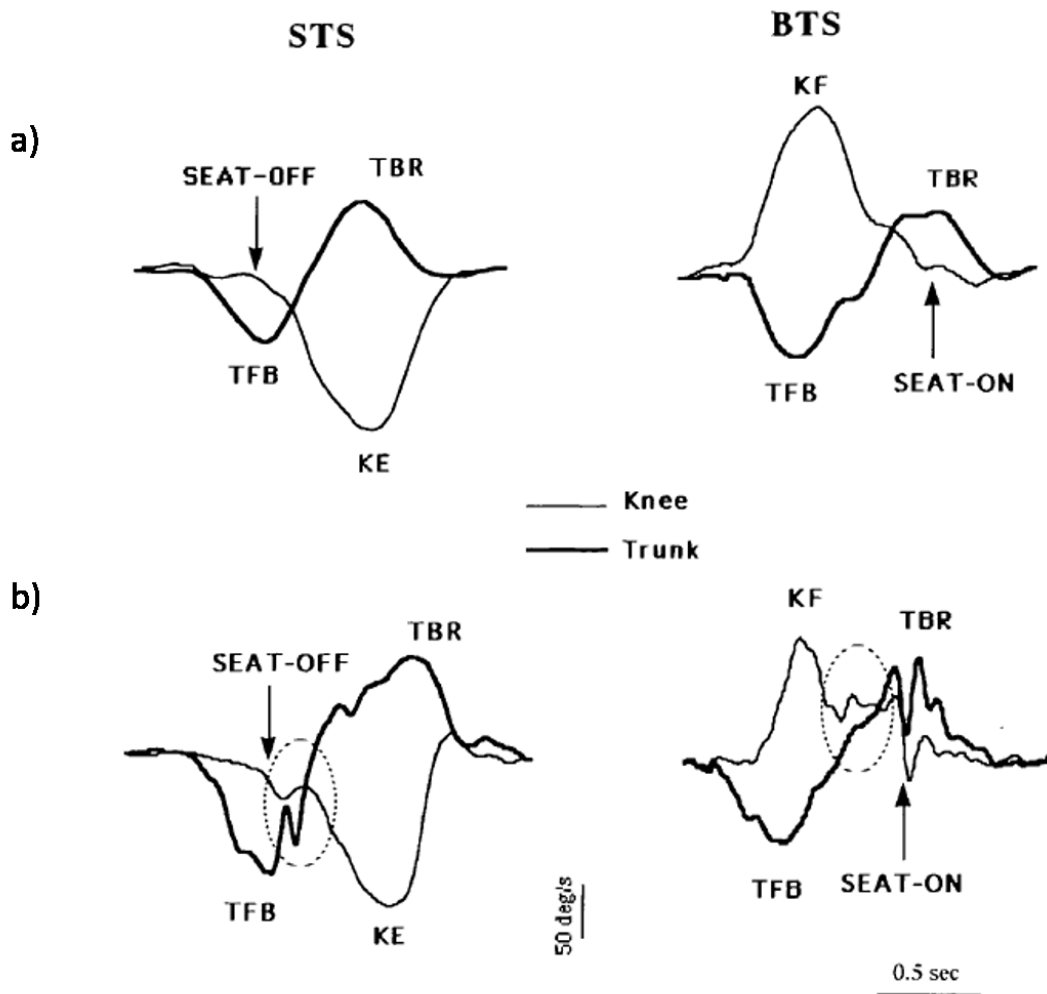 STS
BTS
a)
KF
SEAT-OFF
TBR
TBR
TFB
TFB
SEAT-ON
KE
Knee
Trunk
b)
KF
TBR
TBR
SEAT-OFF
TFB
KE
TFB
SEAT-ON
50 deg/s
0.5 sec